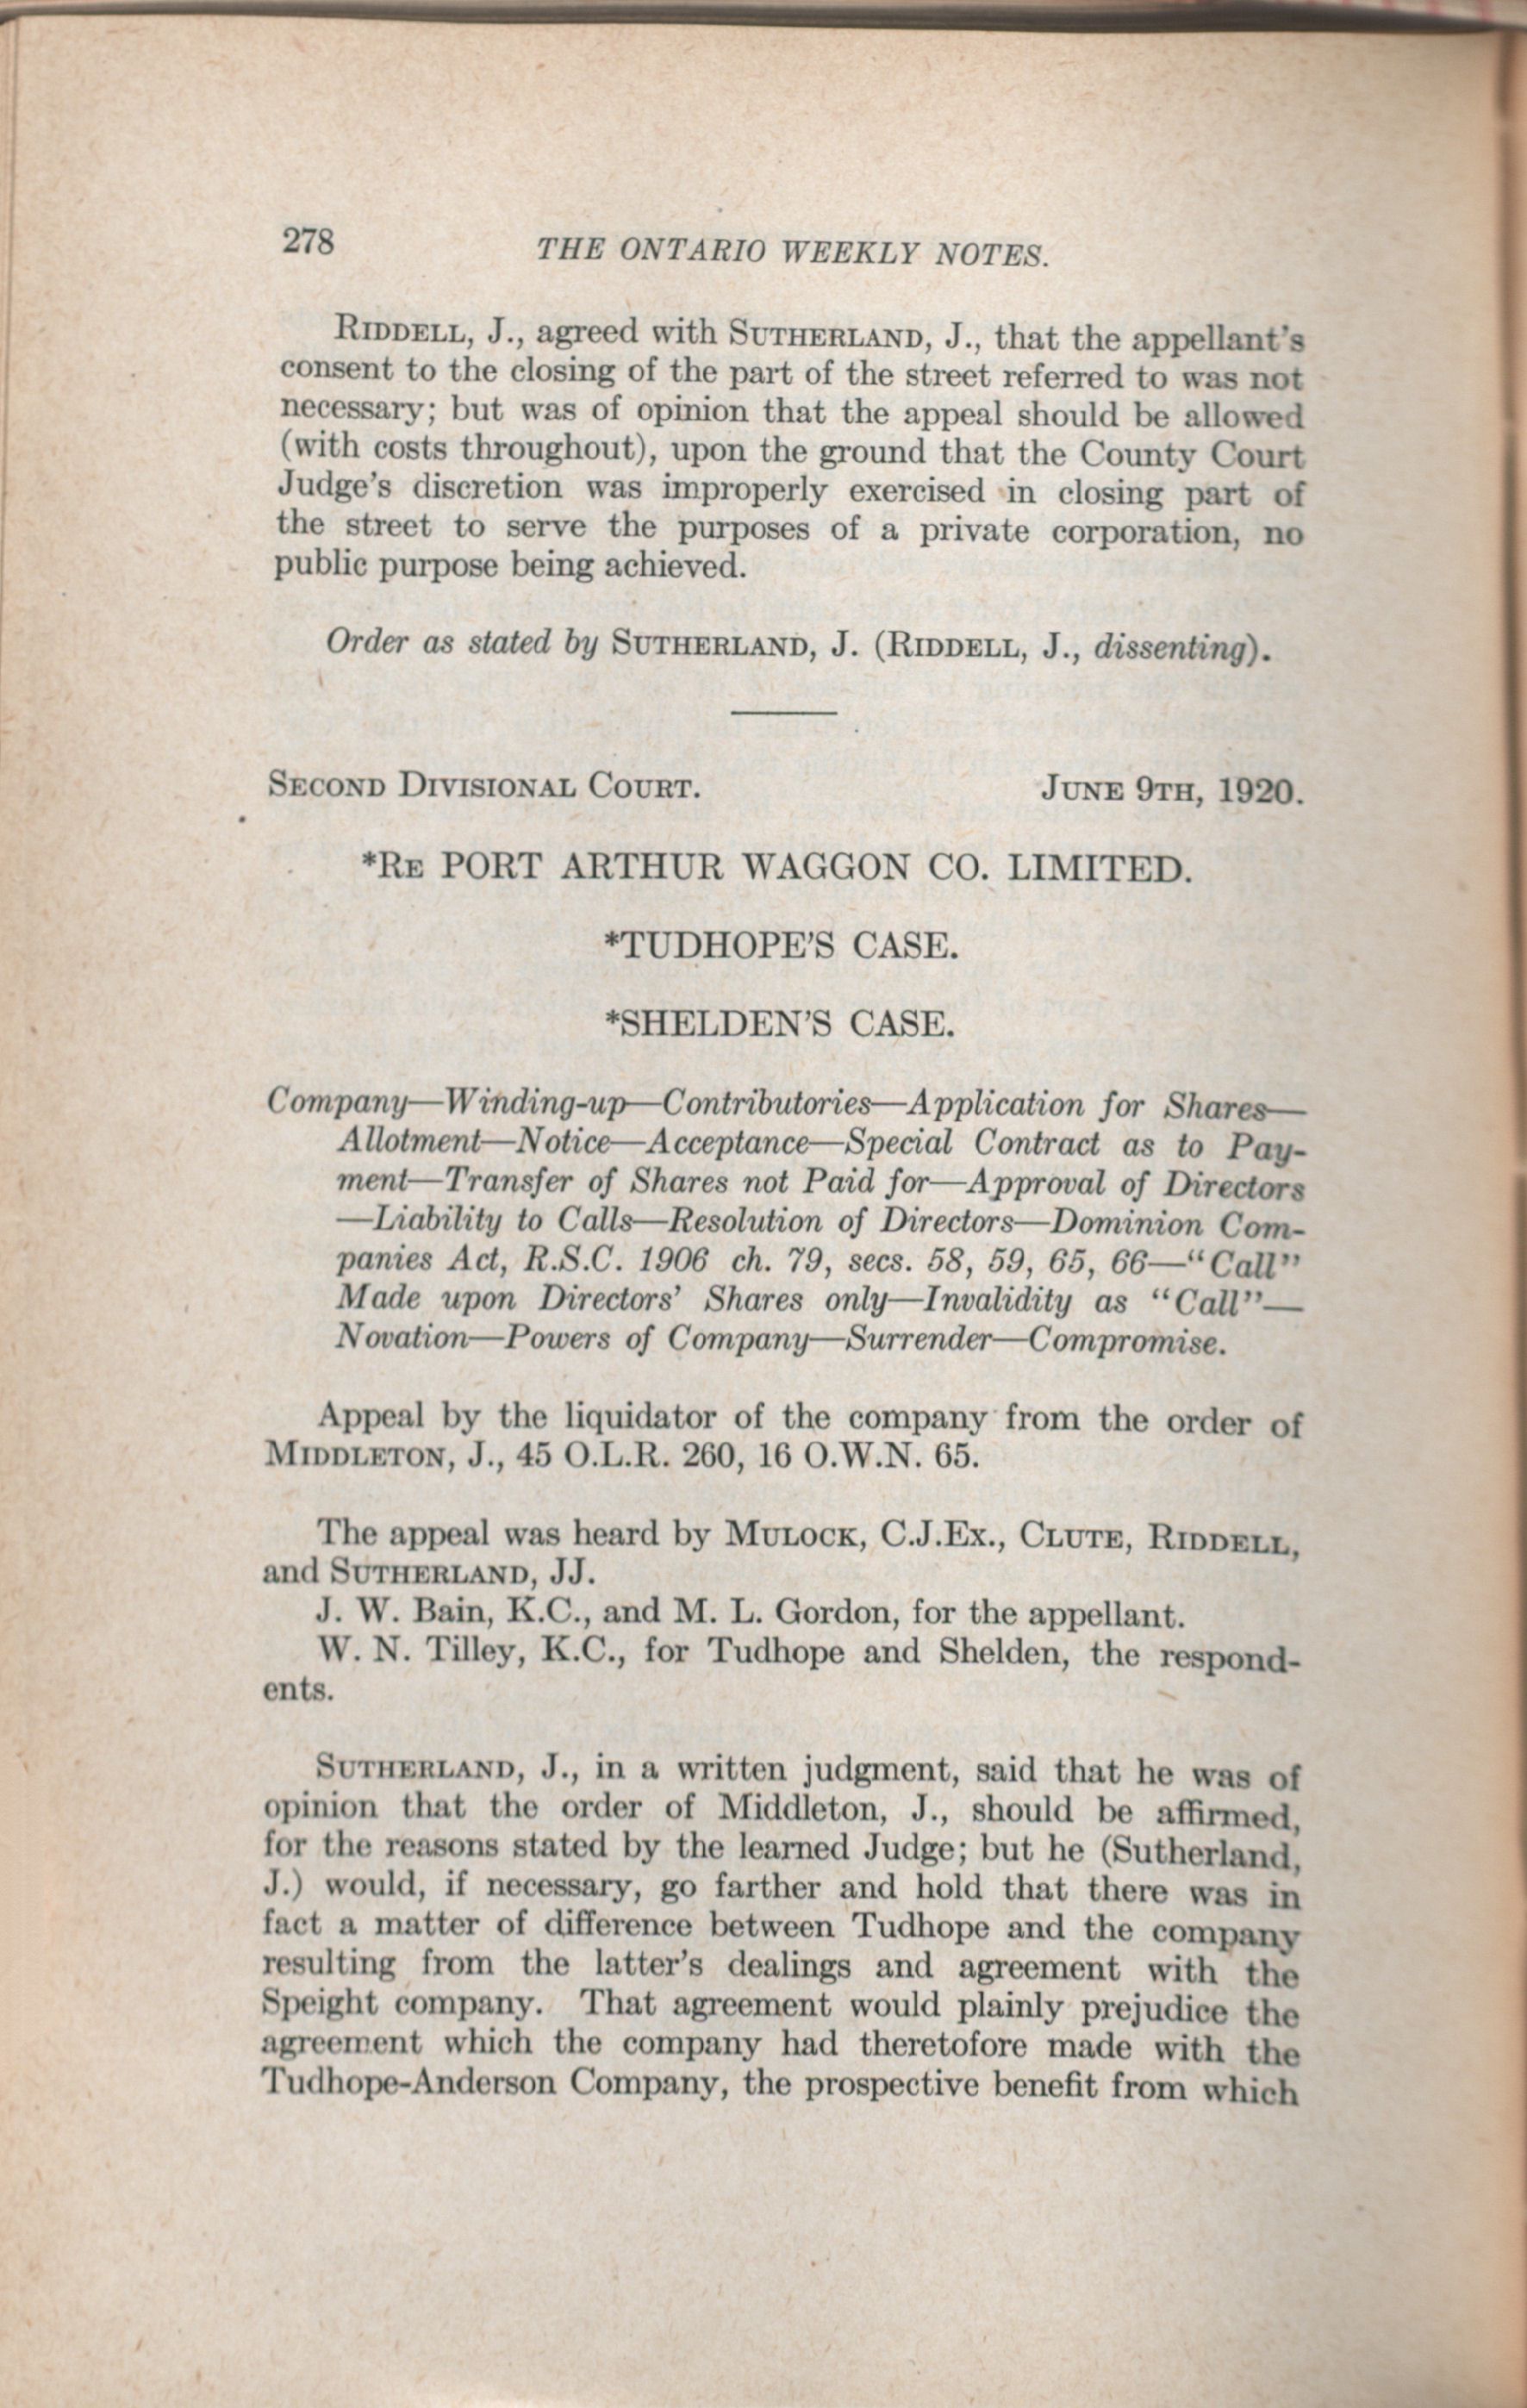 278
THE ONTARIO WEEKLY NOTES.
RIDDELL, J., agreed with SUTHERLAND, J., that the appellant's
consent to the closing of the part of the street referred to was not
necessary; but was of opinion that the appeal should be allowed
(with costs throughout), upon the ground that the County Court
Judge's discretion was improperly exercised in closing part of
the street to serve the purposes of a private corporation, no
public purpose being achieved.
Order as stated by SUTHERLAND, J. (RIDDELL, J., dissenting).
SECOND DIVISIONAL COURT. JUNE 9TH, 1920.
*RE PORT ARTHUR WAGGON CO. LIMITED.
*TUDHOPE'S CASE.
*SHELDEN'S CASE.
Company—Winding-up—Contributories—Application for Shares—
Allotment—Notice—Acceptance—Special Contract as to Pay-
ment—Transfer of Shares not Paid for—Approval of Directors
—Liability to Calls—Resolution of Directors—Dominion Com-
panies Act, R.S.C. 1906 ch. 79, secs. 58, 59, 65, 66—"Call"
Made upon Directors' Shares only—Invalidity as "Call"—
Novation—Powers of Company—Surrender—Compromise.
Appeal by the liquidator of the company from the order of
MIDDLETON, J., 45 O.L.R. 260, 16 O.W.N. 65.
The appeal was heard by MULOCK, C.J.Ex., CLUTE, RIDDELL,
and SUTHERLAND, JJ.
J. W. Bain, K.C., and M. L. Gordon, for the appellant.
W. N. Tilley, K.C., for Tudhope and Shelden, the respond-
ents.
SUTHERLAND, J., in a written judgment, said that he was of
opinion that the order of Middleton, J., should be affirmed,
for the reasons stated by the learned Judge; but he (Sutherland,
J.) would, if necessary, go farther and hold that there was in
fact a matter of difference between Tudhope and the company
resulting from the latter's dealings and agreement with the
Speight company. That agreement would plainly prejudice the
agreement which the company had theretofore made with the
Tudhope-Anderson Company, the prospective benefit from which